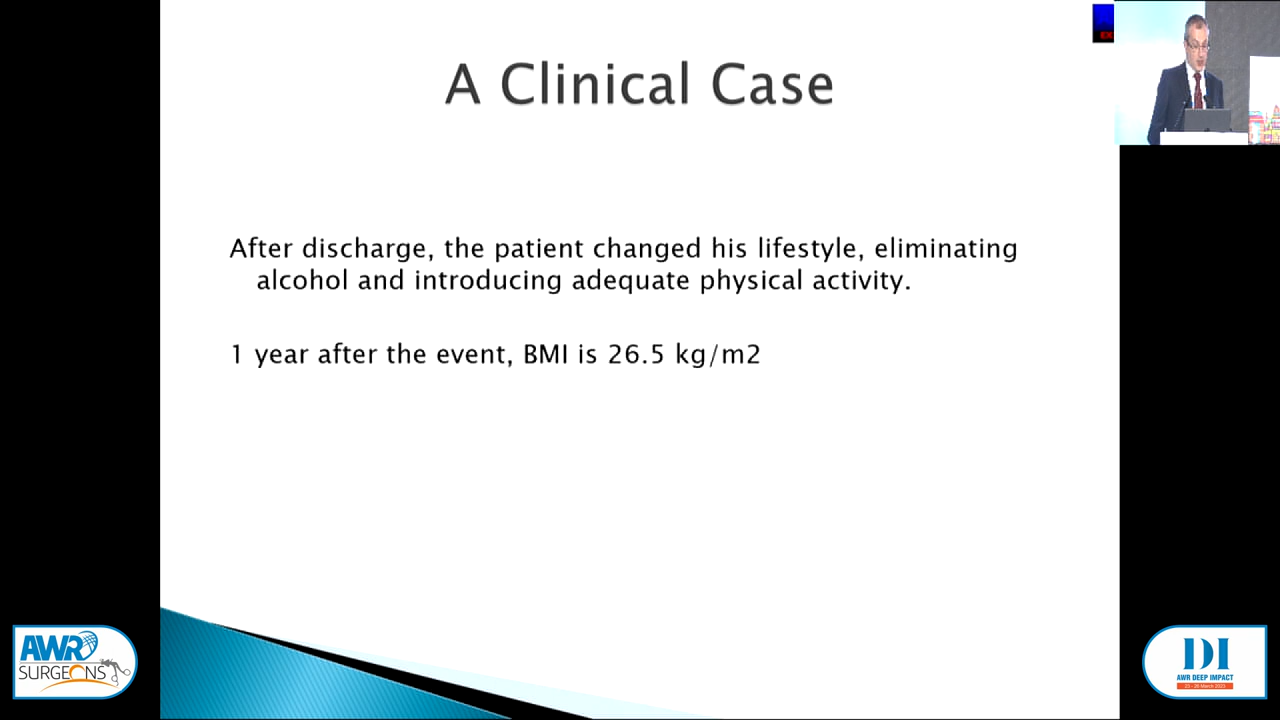 A Clinical Case
After discharge, the patient changed his lifestyle, eliminating
alcohol and introducing adequate physical activity.
1 year after the event, BMI is 26.5 kg/m2
AWR
SURGEONS
DI
AWR DEEP IMPACT